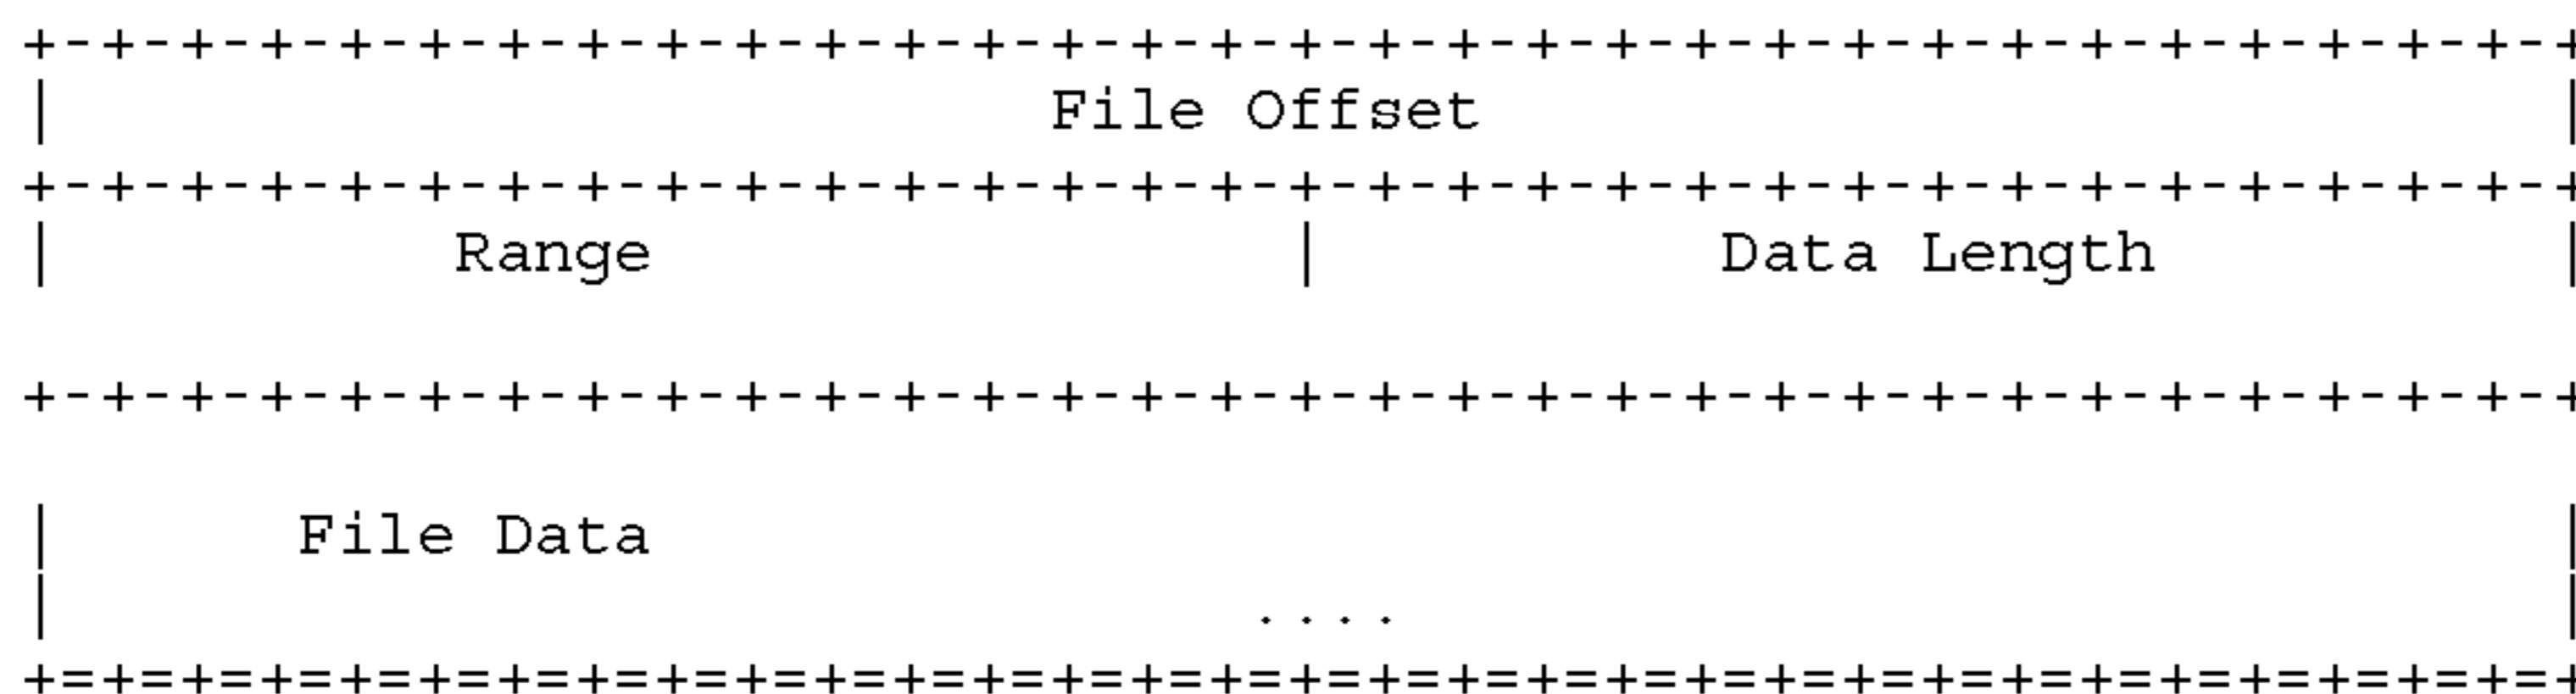 +-+-+-+-+-+-+-+-+-+-+-+-+-+-+-+-+-+-+-+-+-+-+-+-+-+-+-+-+-+-+-+-+
|                         File Offset                           |
+-+-+-+-+-+-+-+-+-+-+-+-+-+-+-+-+-+-+-+-+-+-+-+-+-+-+-+-+-+-+-+-+
|          Range                |          Data Length          |
+-+-+-+-+-+-+-+-+-+-+-+-+-+-+-+-+-+-+-+-+-+-+-+-+-+-+-+-+-+-+-+-+
|      File Data                                                |
|                              ....                             |
+=+=+=+=+=+=+=+=+=+=+=+=+=+=+=+=+=+=+=+=+=+=+=+=+=+=+=+=+=+=+=+=+